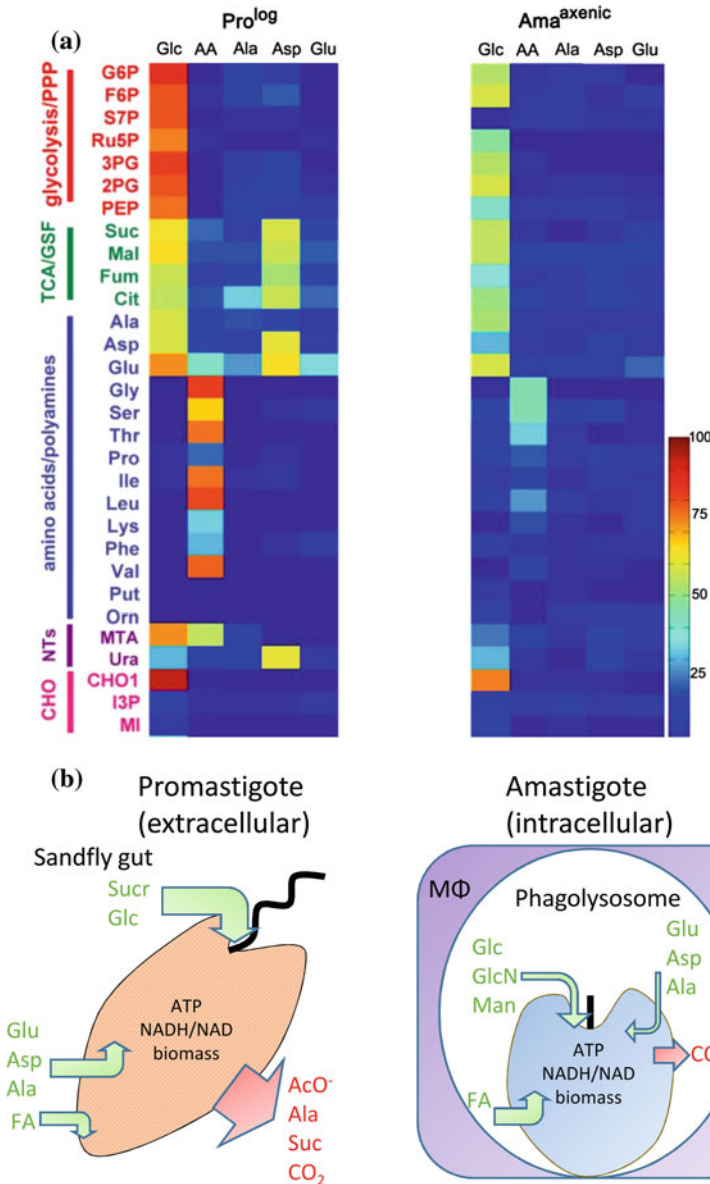 (a)
Pro^log
Ama^axenic
Glc AA Ala Asp Glu
Glc AA Ala Asp Glu
glycolysis/PPP
G6P
F6P
S7P
Ru5P
3PG
2PG
PEP
TCA/GSF
Suc
Mal
Fum
Cit
amino acids/polyamines
Ala
Asp
Glu
Gly
Ser
Thr
Pro
Ile
Leu
Lys
Phe
Val
Put
Orn
NTs
MTA
Ura
CHO
CHO1
I3P
MI
100
75
50
25
(b)
Promastigote
(extracellular)
Sandfly gut
Sucr
Glc
ATP
NADH/NAD
biomass
Glu
Asp
Ala
FA
AcO⁻
Ala
Suc
CO₂
Amastigote
(intracellular)
MΦ
Phagolysosome
Glc
GlcN
Man
Glu
Asp
Ala
ATP
NADH/NAD
biomass
FA